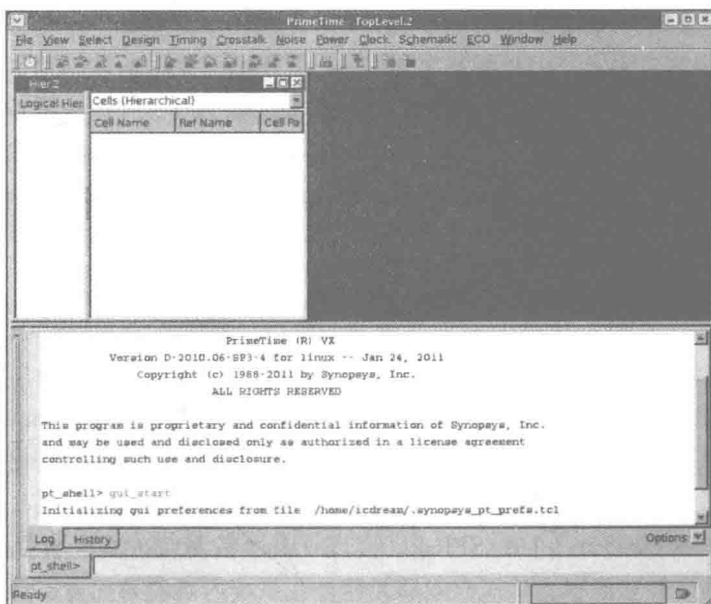 PrimeTime - TopLevel.2
File View Select Design Timing Crosstalk Noise Power Clock Schematic ECO Window Help
Hier.2
Logical Hier Cells (Hierarchical)
Cell Name Ref Name Cell Pa
PrimeTime (R) VX
Version D-2010.06-SP3-4 for linux -- Jan 24, 2011
Copyright (c) 1988-2011 by Synopsys, Inc.
ALL RIGHTS RESERVED
This program is proprietary and confidential information of Synopsys, Inc.
and may be used and disclosed only as authorized in a license agreement
controlling such use and disclosure.
pt_shell> gui_start
Initializing gui preferences from file /home/icdream/.synopsys_pt_prefs.tcl
Log History Options:
pt_shell>
Ready